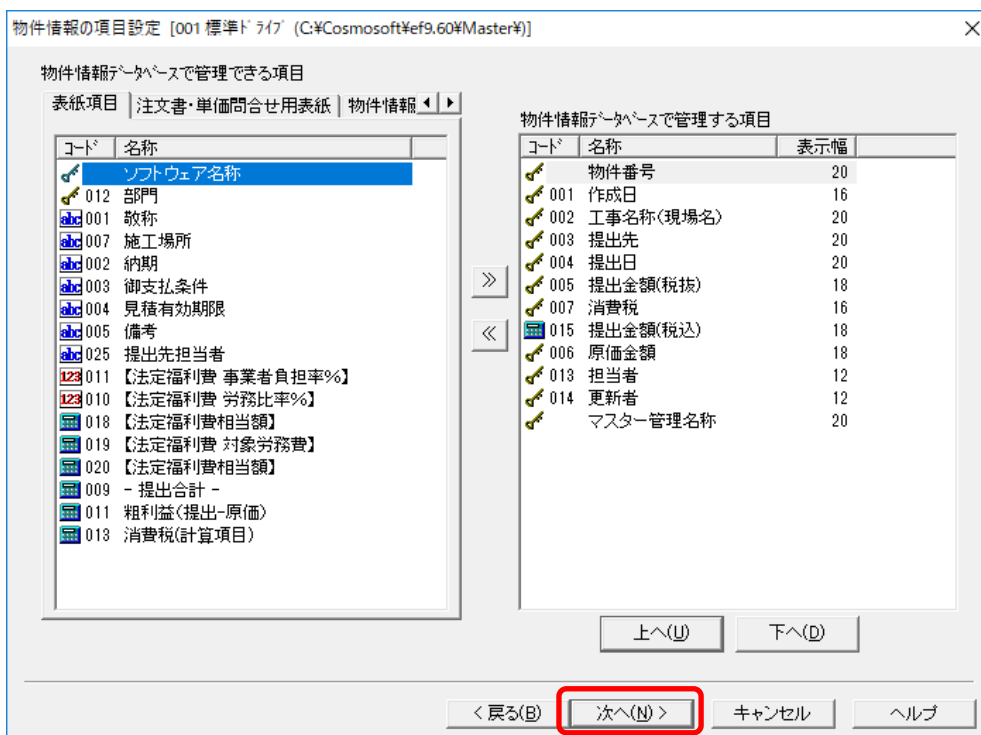 物件情報の項目設定 [001 標準ﾄﾞﾗｲﾌﾞ (C:¥Cosmosoft¥ef9.60¥Master¥)]
物件情報ﾃﾞｰﾀﾍﾞｰｽで管理できる項目
表紙項目 注文書・単価問合せ用表紙 物件情報
ｺｰﾄﾞ 名称
ソフトウェア名称
012 部門
abc 001 敬称
abc 007 施工場所
abc 002 納期
abc 003 御支払条件
abc 004 見積有効期限
abc 005 備考
abc 025 提出先担当者
123 011 【法定福利費 事業者負担率%】
123 010 【法定福利費 労務比率%】
018 【法定福利費相当額】
019 【法定福利費 対象労務費】
020 【法定福利費相当額】
009 - 提出合計 -
011 粗利益(提出-原価)
013 消費税(計算項目)
物件情報ﾃﾞｰﾀﾍﾞｰｽで管理する項目
ｺｰﾄﾞ 名称 表示幅
物件番号 20
001 作成日 16
002 工事名称(現場名) 20
003 提出先 20
004 提出日 20
005 提出金額(税抜) 18
007 消費税 16
015 提出金額(税込) 18
006 原価金額 18
013 担当者 12
014 更新者 12
マスター管理名称 20
上へ(U) 下へ(D)
< 戻る(B) 次へ(N) > キャンセル ヘルプ